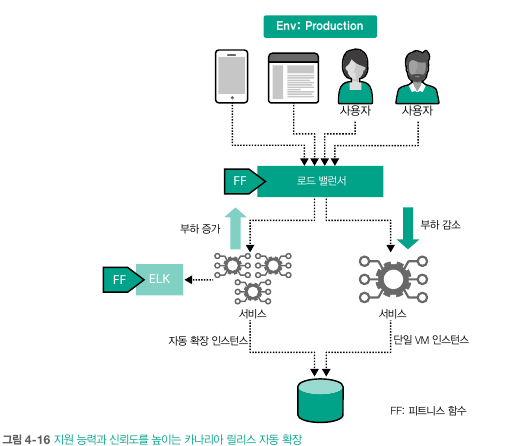 Env: Production
사용자
사용자
FF
로드 밸런서
부하 증가
부하 감소
FF
ELK
서비스
서비스
자동 확장 인스턴스
단일 VM 인스턴스
FF: 피트니스 함수
그림 4-16 지원 능력과 신뢰도를 높이는 카나리아 릴리스 자동 확장